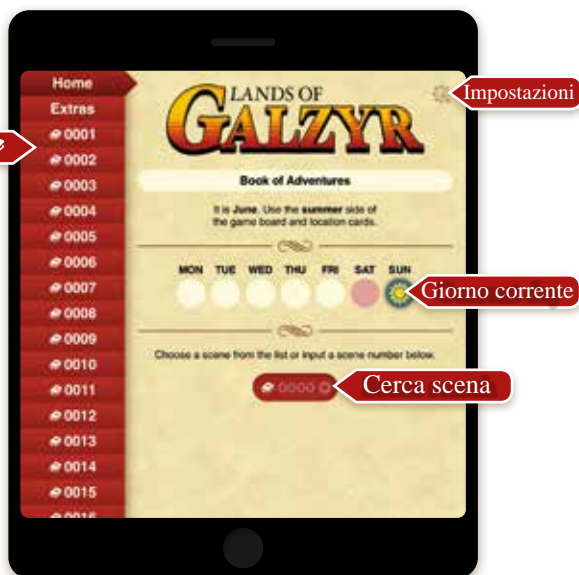 Home
Extras
0001
0002
0003
0004
0005
0006
0007
0008
0009
0010
0011
0012
0013
0014
0015
0016
LANDS OF
GALZYR
Impostazioni
Book of Adventures
It is June. Use the summer side of
the game board and location cards.
MON TUE WED THU FRI SAT SUN
Giorno corrente
Choose a scene from the list or input a scene number below.
0000
Cerca scena